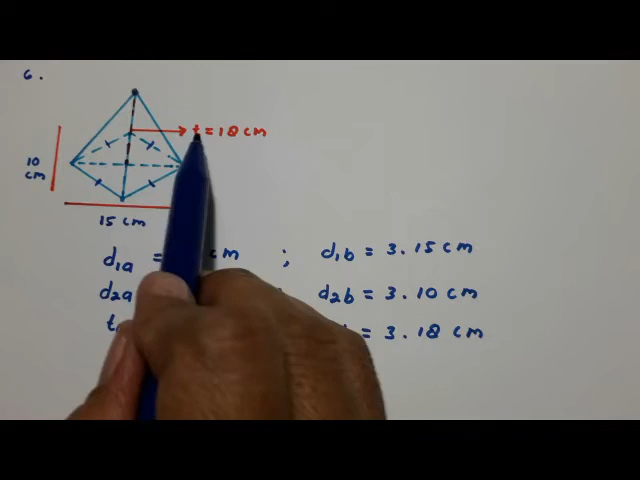 6.
t = 18 cm
10
cm
15 cm
d1a = cm ; d1b = 3.15 cm
d2a d2b = 3.10 cm
t = 3.18 cm